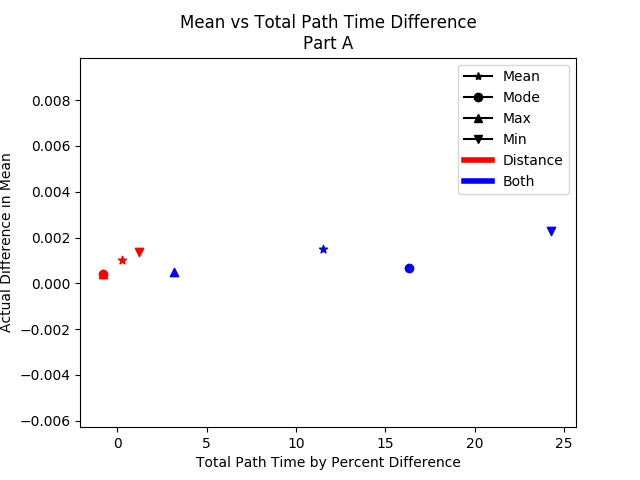 Mean vs Total Path Time Difference
Part A
Mean
Mode
Max
Min
Distance
Both
0.008
0.006
0.004
0.002
0.000
−0.002
−0.004
−0.006
Actual Difference in Mean
0 5 10 15 20 25
Total Path Time by Percent Difference